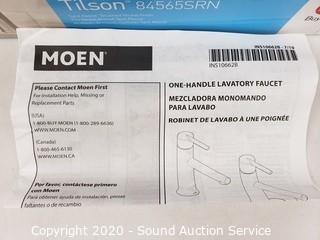 Tilson™ 84565SRN
MOEN®
INS10662B - 7/16
INS10662B
Please Contact Moen First
For Installation Help, Missing or
Replacement Parts
(USA)
1-800-BUY-MOEN (1-800-289-6636)
WWW.MOEN.COM
(Canada)
1-800-465-6130
WWW.MOEN.CA
Por favor, contáctese primero
con Moen
Para obtener ayuda de instalación, piezas
faltantes o de recambio
ONE-HANDLE LAVATORY FAUCET
MEZCLADORA MONOMANDO
PARA LAVABO
ROBINET DE LAVABO À UNE POIGNÉE
Copyright 2020 - Sound Auction Service